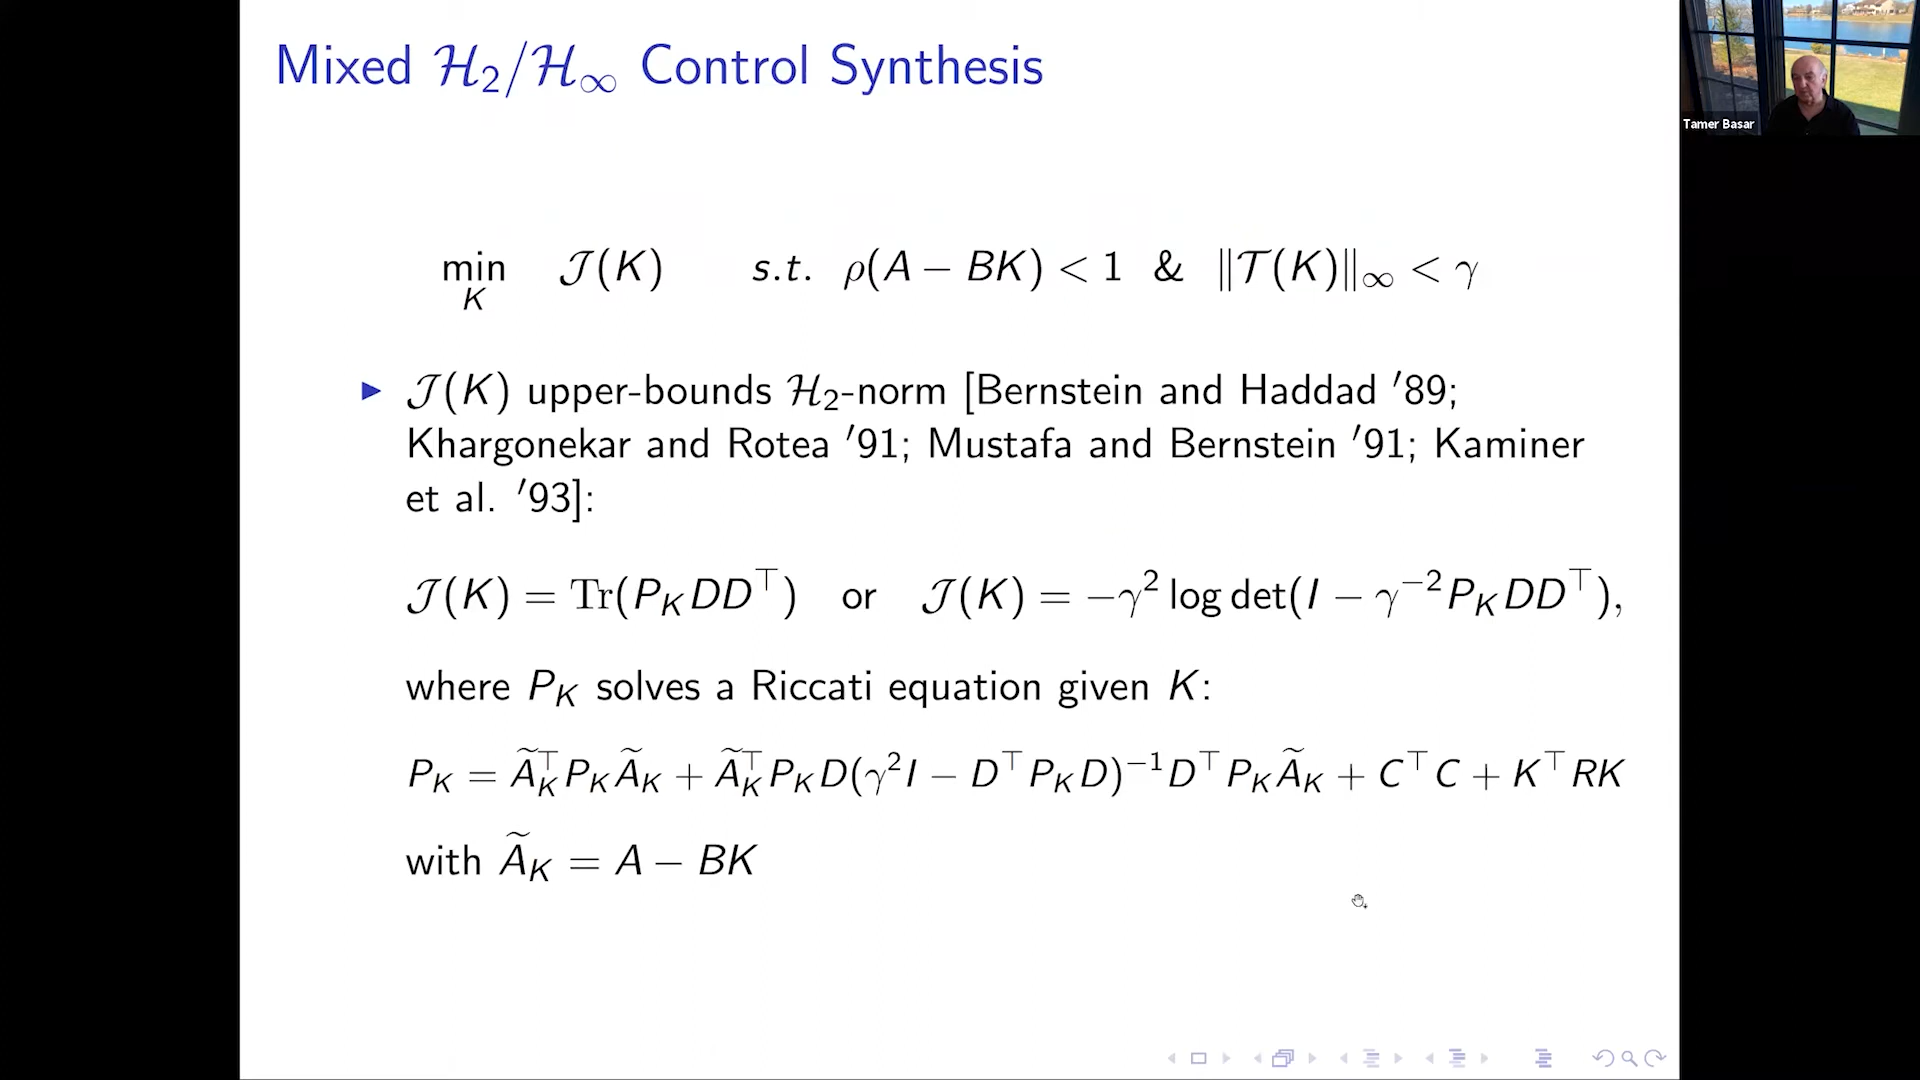 Mixed ℋ₂/ℋ∞ Control Synthesis
Tamer Basar
min 𝒥(K) s.t. ρ(A − BK) < 1 & ‖𝒯(K)‖∞ < γ
K
▶ 𝒥(K) upper-bounds ℋ₂-norm [Bernstein and Haddad ′89;
Khargonekar and Rotea ′91; Mustafa and Bernstein ′91; Kaminer
et al. ′93]:
𝒥(K) = Tr(P_K DD^⊤) or 𝒥(K) = −γ² log det(I − γ⁻² P_K DD^⊤),
where P_K solves a Riccati equation given K:
P_K = Ã_K^⊤ P_K Ã_K + Ã_K^⊤ P_K D(γ² I − D^⊤ P_K D)⁻¹ D^⊤ P_K Ã_K + C^⊤ C + K^⊤ RK
with Ã_K = A − BK